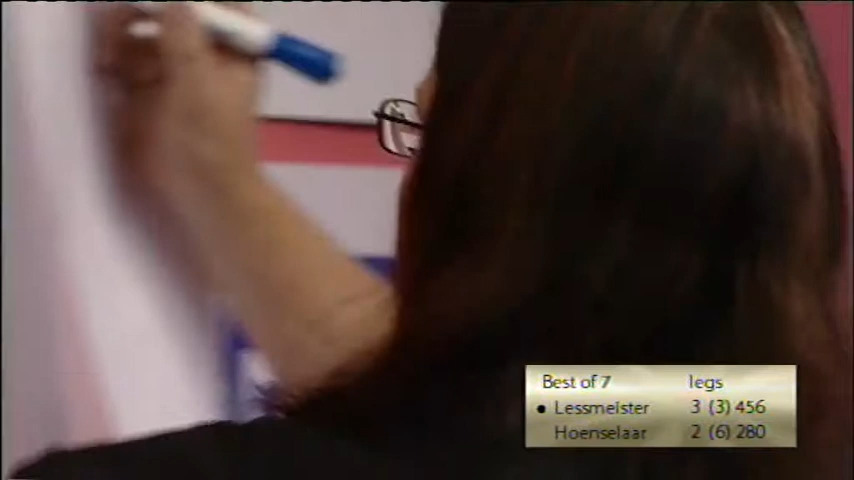 Best of 7 legs
• Lessmeister 3 (3) 456
Hoenselaar 2 (6) 280